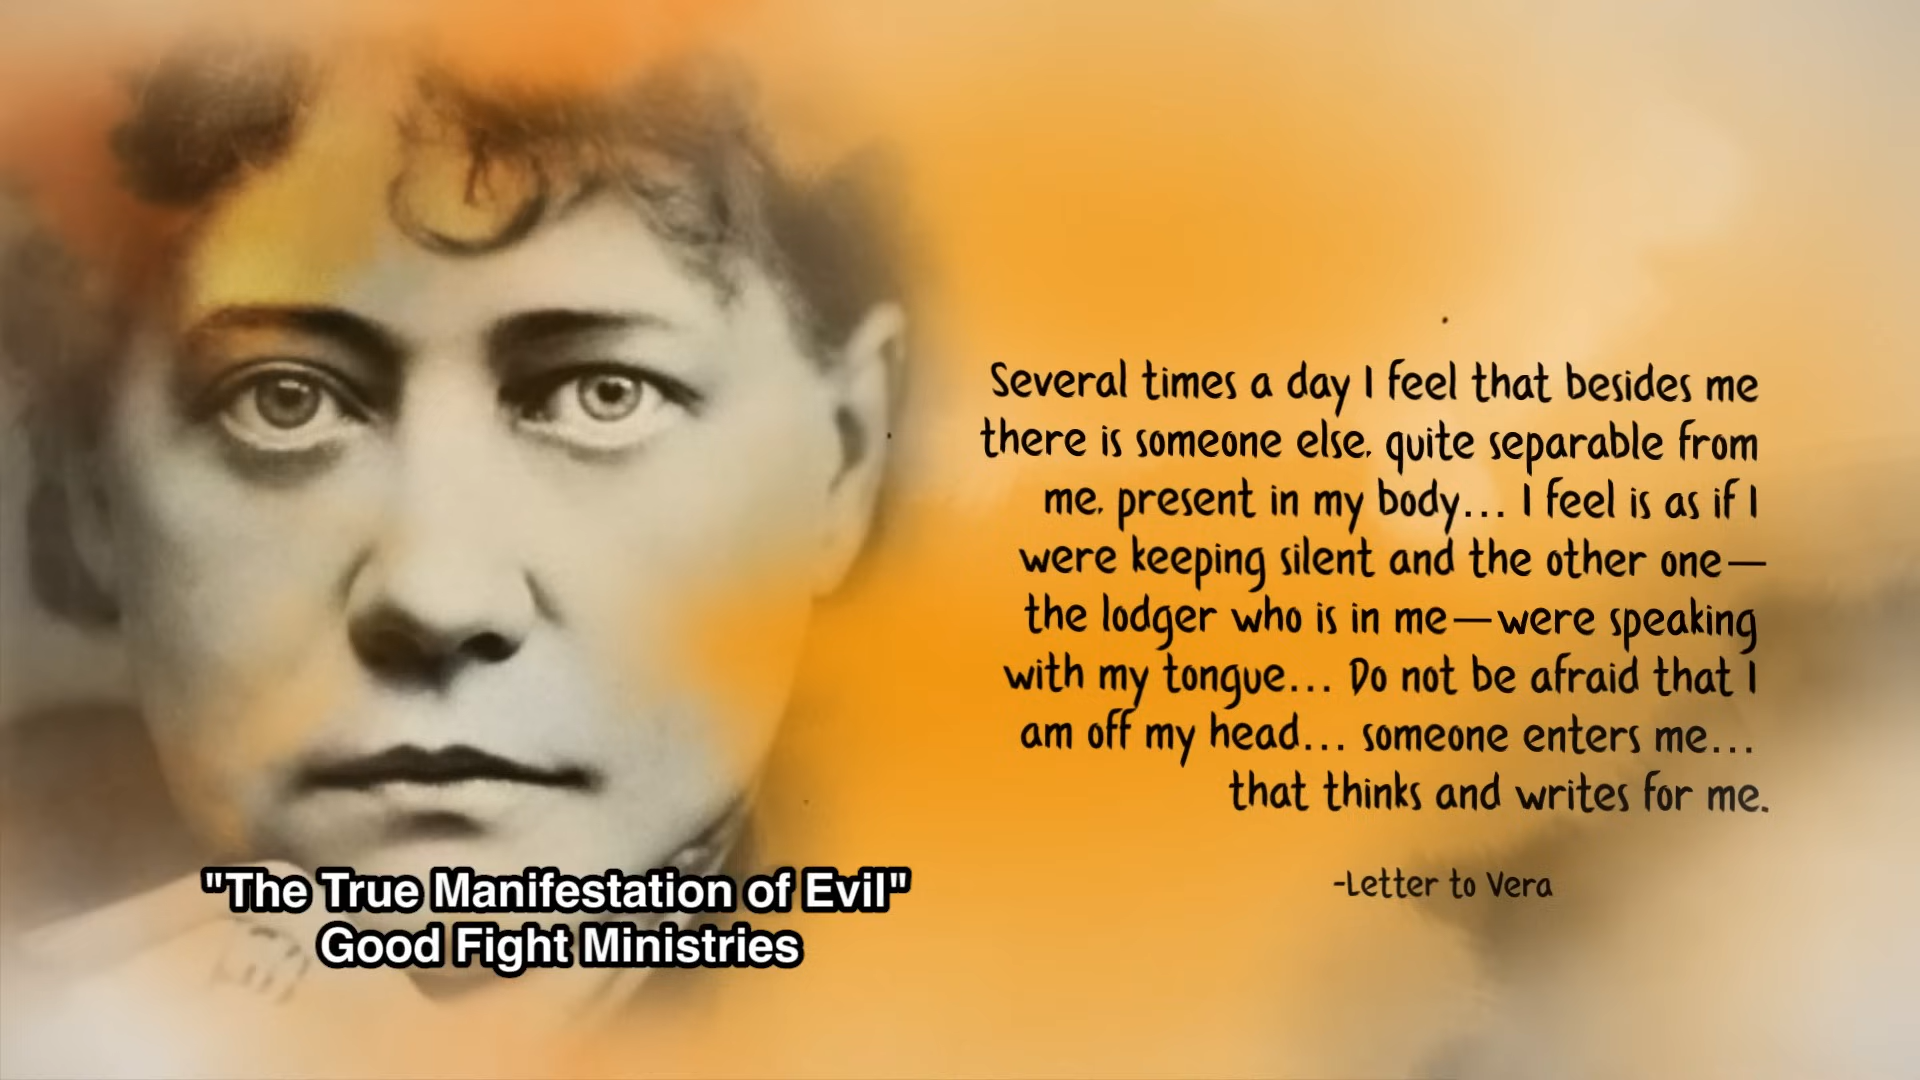 Several times a day I feel that besides me
there is someone else, quite separable from
me, present in my body... I feel is as if I
were keeping silent and the other one—
the lodger who is in me—were speaking
with my tongue... Do not be afraid that I
am off my head... someone enters me...
that thinks and writes for me.
-Letter to Vera
"The True Manifestation of Evil"
Good Fight Ministries